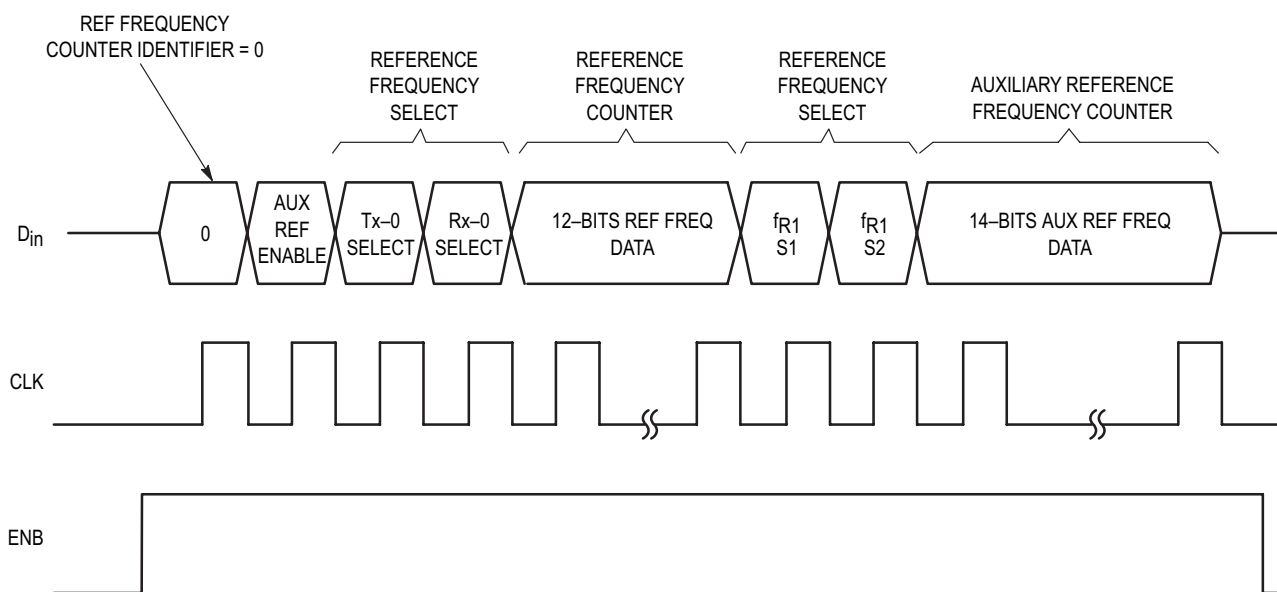 REF FREQUENCY
COUNTER IDENTIFIER = 0
REFERENCE
FREQUENCY
SELECT
REFERENCE
FREQUENCY
COUNTER
REFERENCE
FREQUENCY
SELECT
AUXILIARY REFERENCE
FREQUENCY COUNTER
Din
0
AUX
REF
ENABLE
Tx–0
SELECT
Rx–0
SELECT
12–BITS REF FREQ
DATA
fR1
S1
fR1
S2
14–BITS AUX REF FREQ
DATA
CLK
ENB